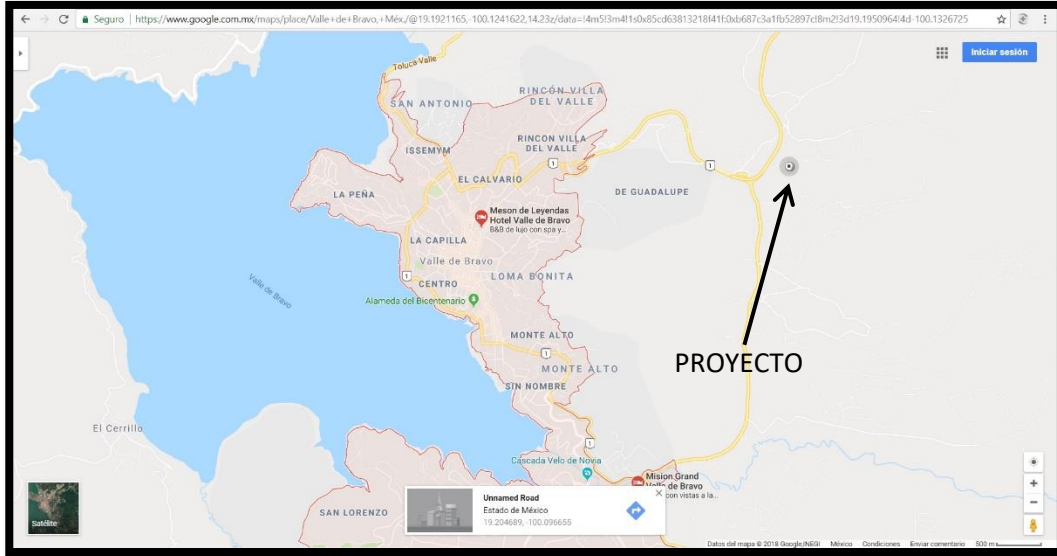 Seguro | https://www.google.com.mx/maps/place/Valle+de+Bravo,+Méx./@19.1921165,-100.1241622,14.23z/data=!4m5!3m4!1s0x85cd63813218f41f:0xb687c3a1fb52897c!8m2!3d19.1950964!4d-100.1326725
Iniciar sesión
Toluca Valle
RINCÓN VILLA
DEL VALLE
SAN ANTONIO
RINCON VILLA
DEL VALLE
ISSEMYM
1
1
EL CALVARIO
DE GUADALUPE
LA PEÑA
Meson de Leyendas
Hotel Valle de Bravo
B&B de lujo con spa y...
LA CAPILLA
Valle de Bravo
LOMA BONITA
1
CENTRO
Valle de Bravo
Alameda del Bicentenario
MONTE ALTO
1
PROYECTO
MONTE ALTO
SIN NOMBRE
El Cerrillo
1
Cascada Velo de Novia
Mision Grand
Valle de Bravo
con vistas a la...
Satélite
SAN LORENZO
Unnamed Road
Estado de México
19.204689, -100.096655
Datos del mapa © 2018 Google, INEGI México Condiciones Enviar comentario 500 m